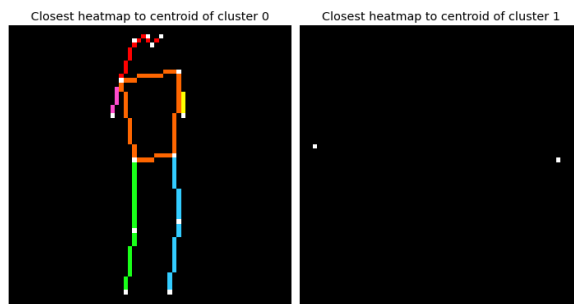 Closest heatmap to centroid of cluster 0
Closest heatmap to centroid of cluster 1